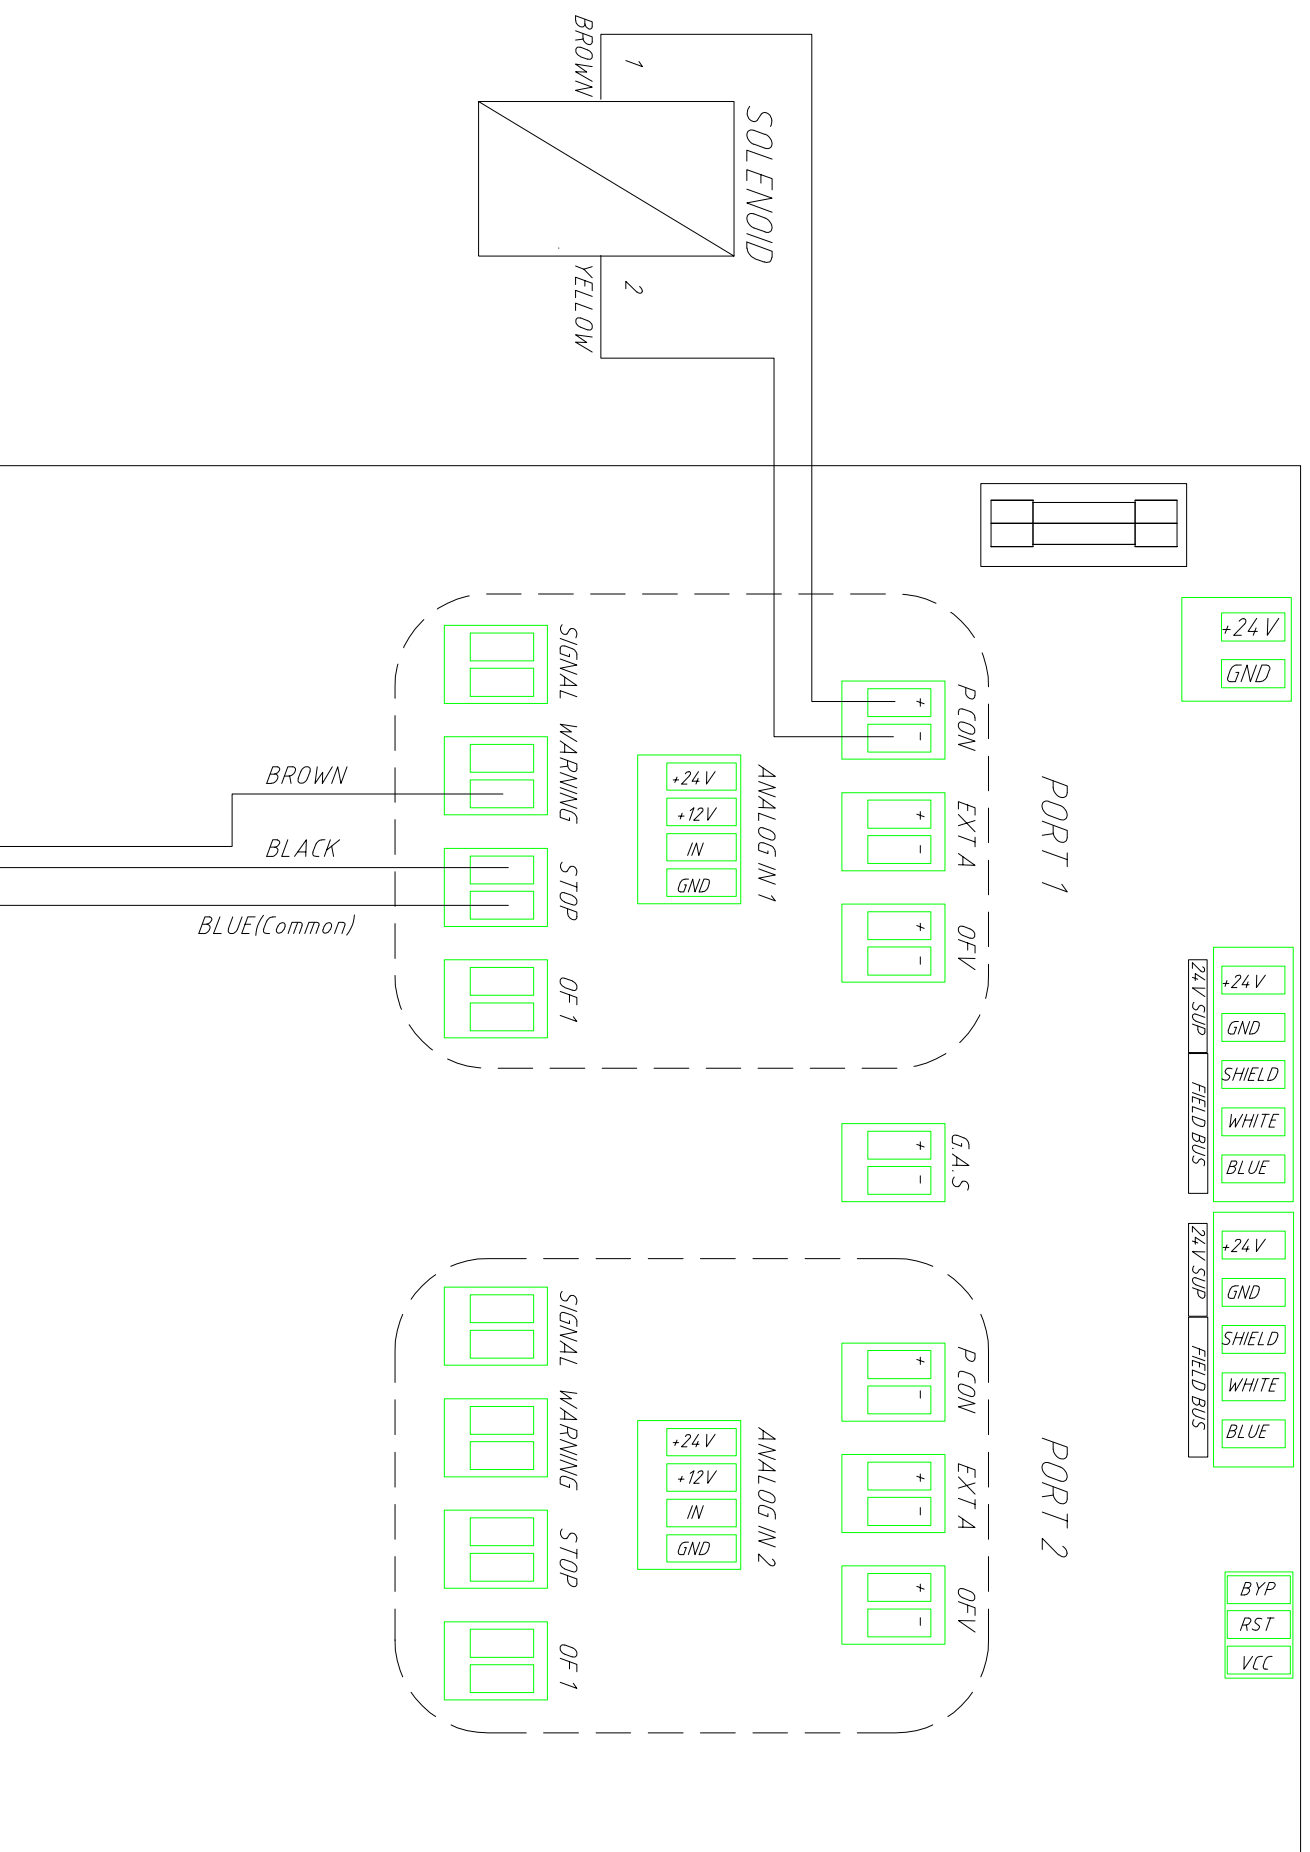 BROWN
1
SOLENOID
2
YELLOW
+24V
GND
PORT 1
P CON
+
-
EXT A
+
-
OFV
+
-
ANALOG IN 1
+24V
+12V
IN
GND
SIGNAL
WARNING
STOP
OF 1
BROWN
BLACK
BLUE(Common)
24V SUP
FIELD BUS
+24V
GND
SHIELD
WHITE
BLUE
G.A.S
+
-
24V SUP
FIELD BUS
+24V
GND
SHIELD
WHITE
BLUE
PORT 2
P CON
+
-
EXT A
+
-
OFV
+
-
ANALOG IN 2
+24V
+12V
IN
GND
SIGNAL
WARNING
STOP
OF 1
BYP
RST
VCC